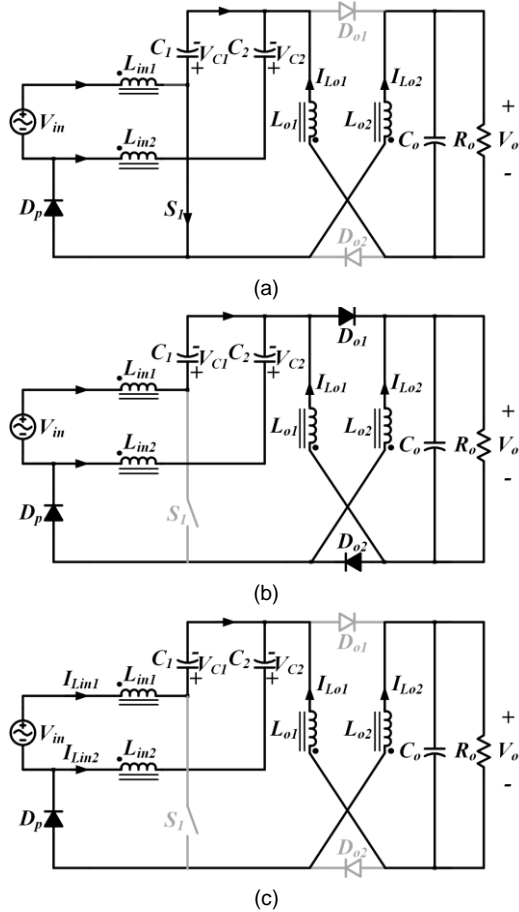 C1 VC1 C2 VC2 Do1
- + - +
Lin1 ILo1 ILo2
Vin Lo1 Lo2 Co Ro Vo
+ -
Lin2
Dp S1 Do2
(a)
C1 VC1 C2 VC2 Do1
- + - +
Lin1 ILo1 ILo2
Vin Lo1 Lo2 Co Ro Vo
+ -
Lin2
Dp S1 Do2
(b)
C1 VC1 C2 VC2 Do1
- + - +
ILin1 Lin1 ILo1 ILo2
Vin Lo1 Lo2 Co Ro Vo
+ -
ILin2 Lin2
Dp S1 Do2
(c)